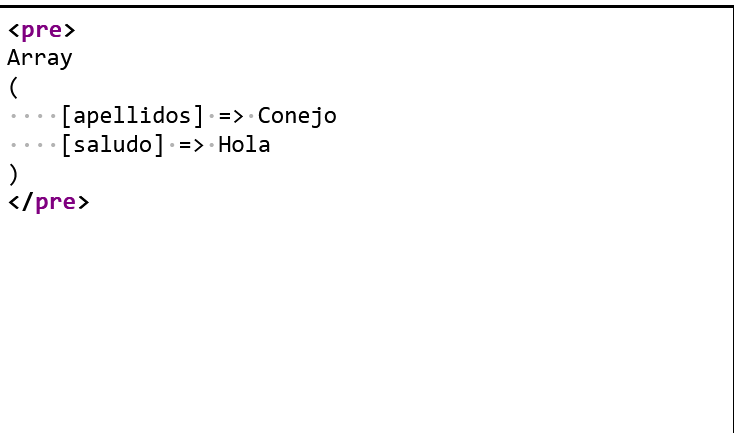 <pre>
Array
(
····[apellidos]·=>·Conejo
····[saludo]·=>·Hola
)
</pre>